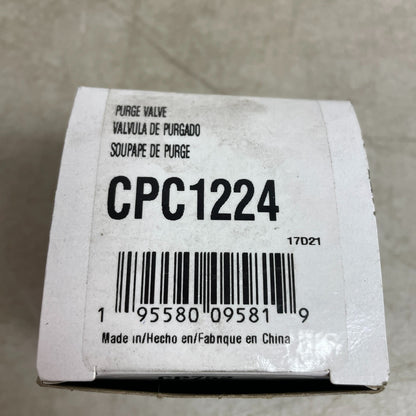 PURGE VALVE
VALVULA DE PURGADO
SOUPAPE DE PURGE
CPC1224
17D21
1 95580 09581 9
Made in/Hecho en/Fabrique en China